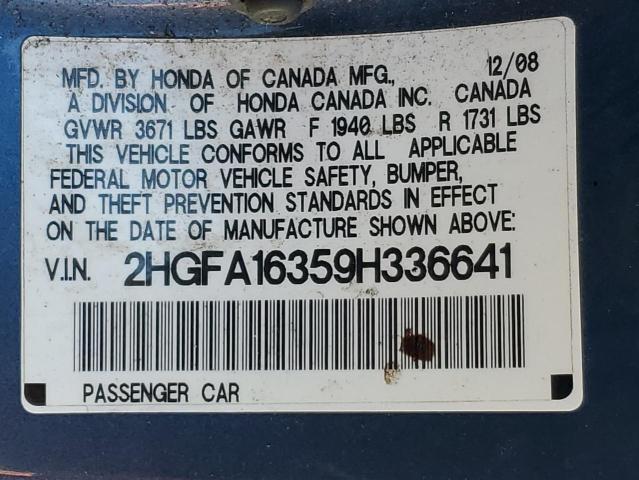 MFD. BY HONDA OF CANADA MFG., 12/08
A DIVISION OF HONDA CANADA INC. CANADA
GVWR 3671 LBS GAWR F 1940 LBS R 1731 LBS
THIS VEHICLE CONFORMS TO ALL APPLICABLE
FEDERAL MOTOR VEHICLE SAFETY, BUMPER,
AND THEFT PREVENTION STANDARDS IN EFFECT
ON THE DATE OF MANUFACTURE SHOWN ABOVE:
V.I.N. 2HGFA16359H336641
PASSENGER CAR